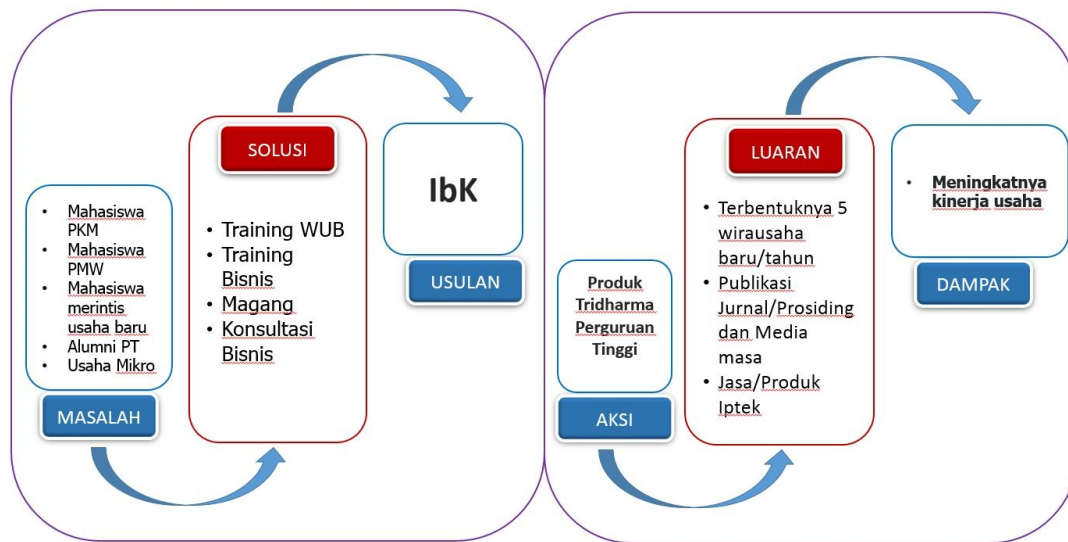 MASALAH
• Mahasiswa
PKM
• Mahasiswa
PMW
• Mahasiswa
merintis
usaha baru
• Alumni PT
• Usaha Mikro
SOLUSI
• Training WUB
• Training
Bisnis
• Magang
• Konsultasi
Bisnis
IbK
USULAN
Produk
Tridharma
Perguruan
Tinggi
AKSI
LUARAN
• Terbentuknya 5
wirausaha
baru/tahun
• Publikasi
Jurnal/Prosiding
dan Media
masa
• Jasa/Produk
Iptek
• Meningkatnya
kinerja usaha
DAMPAK